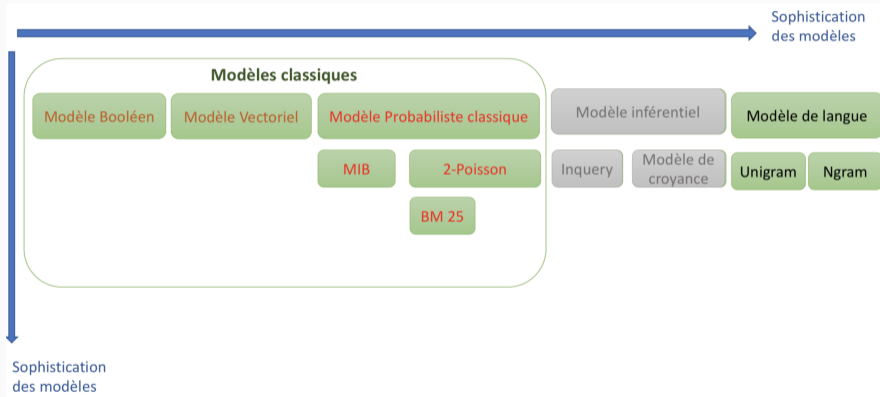 Sophistication
des modèles
Modèles classiques
Modèle Booléen
Modèle Vectoriel
Modèle Probabiliste classique
Modèle inférentiel
Modèle de langue
MIB
2-Poisson
Inquery
Modèle de
croyance
Unigram
Ngram
BM 25
Sophistication
des modèles